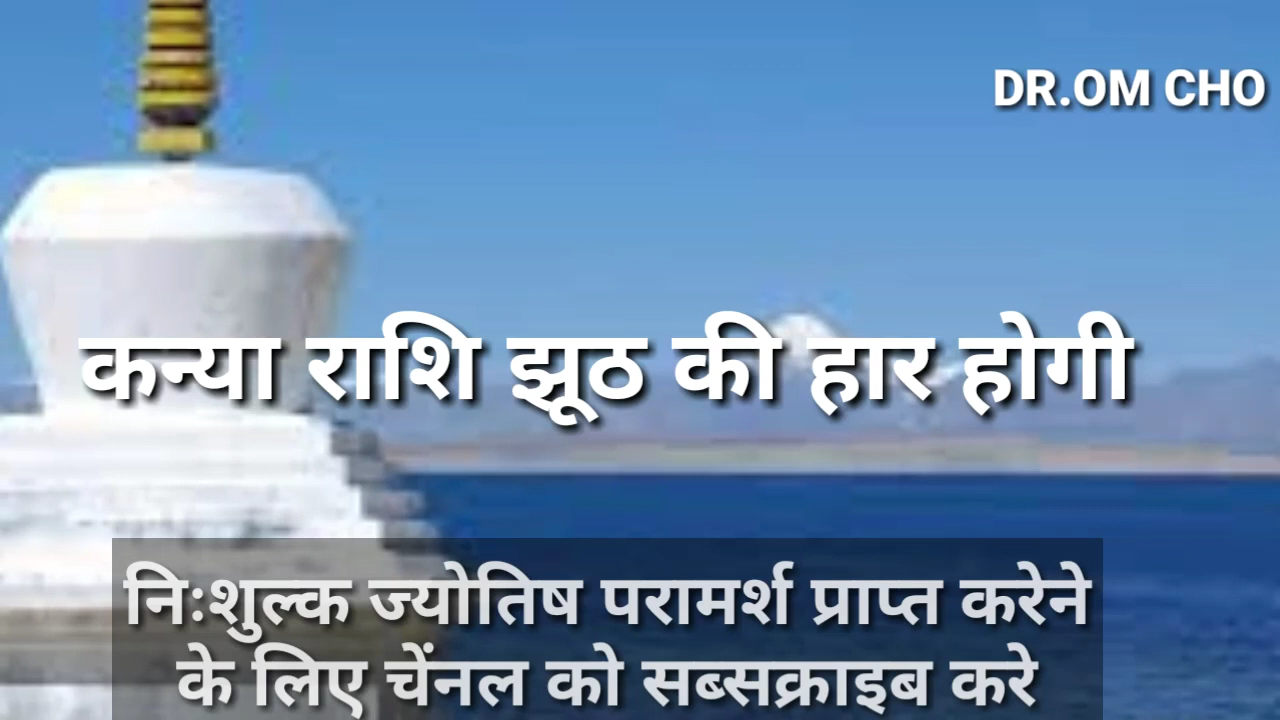 DR.OM CHO
कन्या राशि झूठ की हार होगी
निःशुल्क ज्योतिष परामर्श प्राप्त करेने
के लिए चेंनल को सब्सक्राइब करे